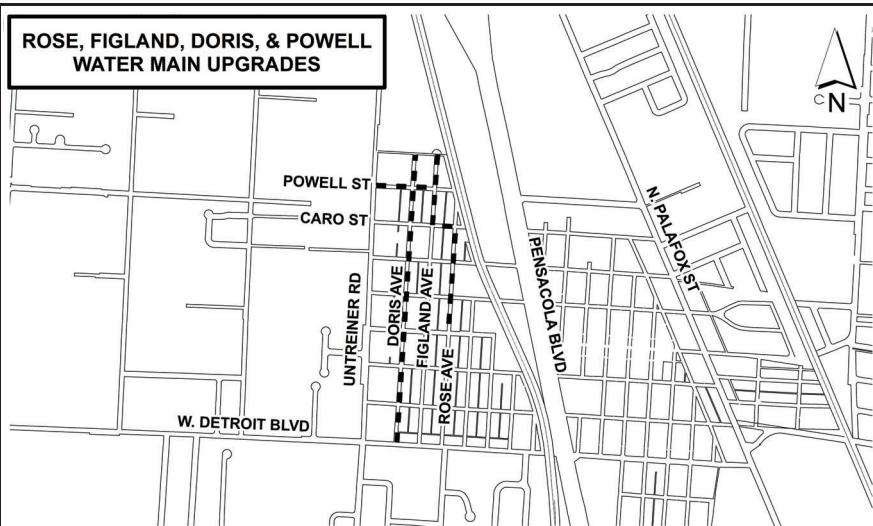 ROSE, FIGLAND, DORIS, & POWELL
WATER MAIN UPGRADES
N
POWELL ST
CARO ST
N. PALAFOX ST
UNTREINER RD
DORIS AVE
FIGLAND AVE
ROSE AVE
PENSACOLA BLVD
W. DETROIT BLVD